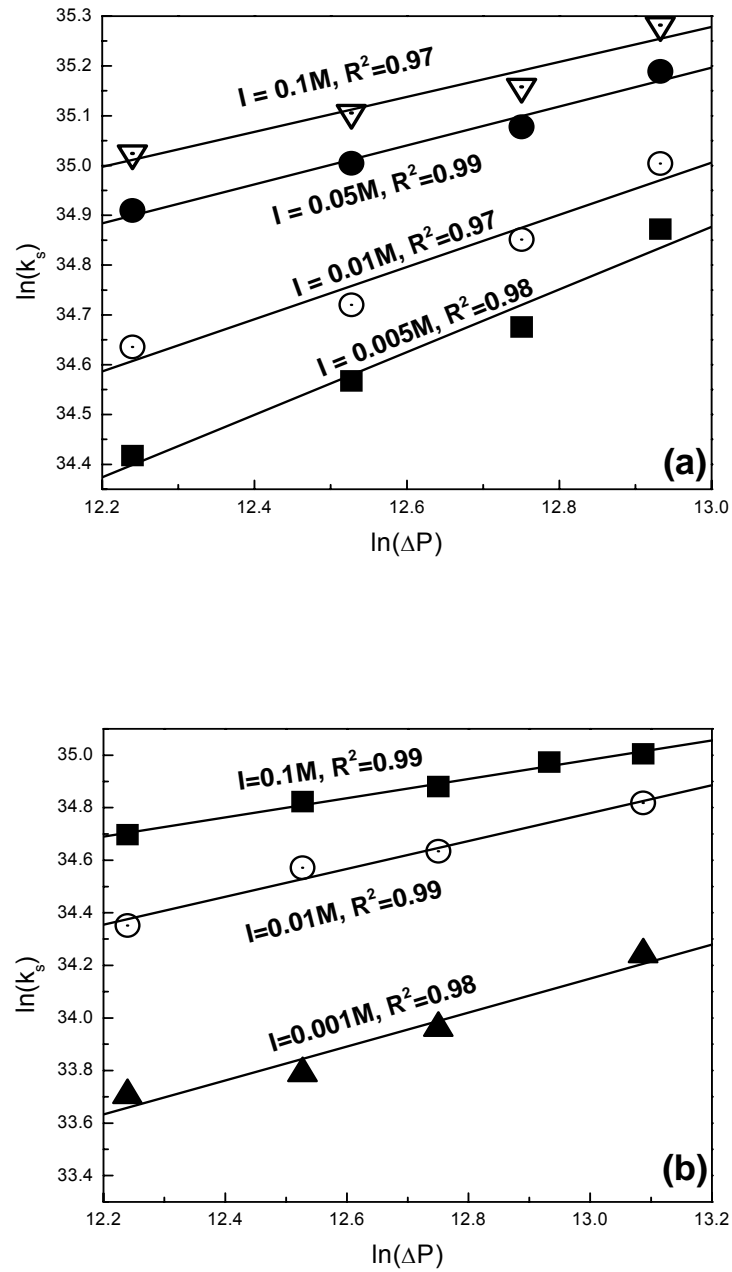 35.3
35.2
35.1
35.0
34.9
34.8
34.7
34.6
34.5
34.4
ln(kₛ)
I = 0.1M, R²=0.97
I = 0.05M, R²=0.99
I = 0.01M, R²=0.97
I = 0.005M, R²=0.98
(a)
12.2 12.4 12.6 12.8 13.0
ln(ΔP)
35.0
34.8
34.6
34.4
34.2
34.0
33.8
33.6
33.4
ln(kₛ)
I=0.1M, R²=0.99
I=0.01M, R²=0.99
I=0.001M, R²=0.98
(b)
12.2 12.4 12.6 12.8 13.0 13.2
ln(ΔP)